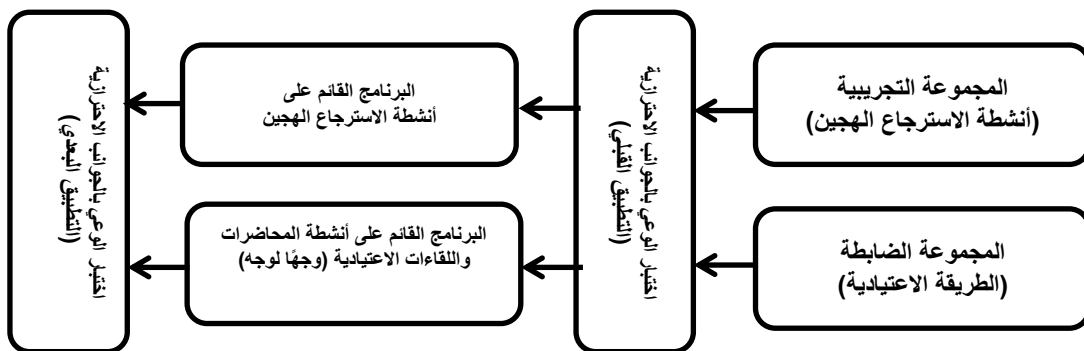 المجموعة التجريبية
(أنشطة الاسترجاع الهجين)
المجموعة الضابطة
(الطريقة الاعتيادية)
اختبار الوعي بالجوانب الاحترازية
(التطبيق القبلي)
البرنامج القائم على
أنشطة الاسترجاع الهجين
البرنامج القائم على أنشطة المحاضرات
واللقاءات الاعتيادية (وجهًا لوجه)
اختبار الوعي بالجوانب الاحترازية
(التطبيق البعدي)